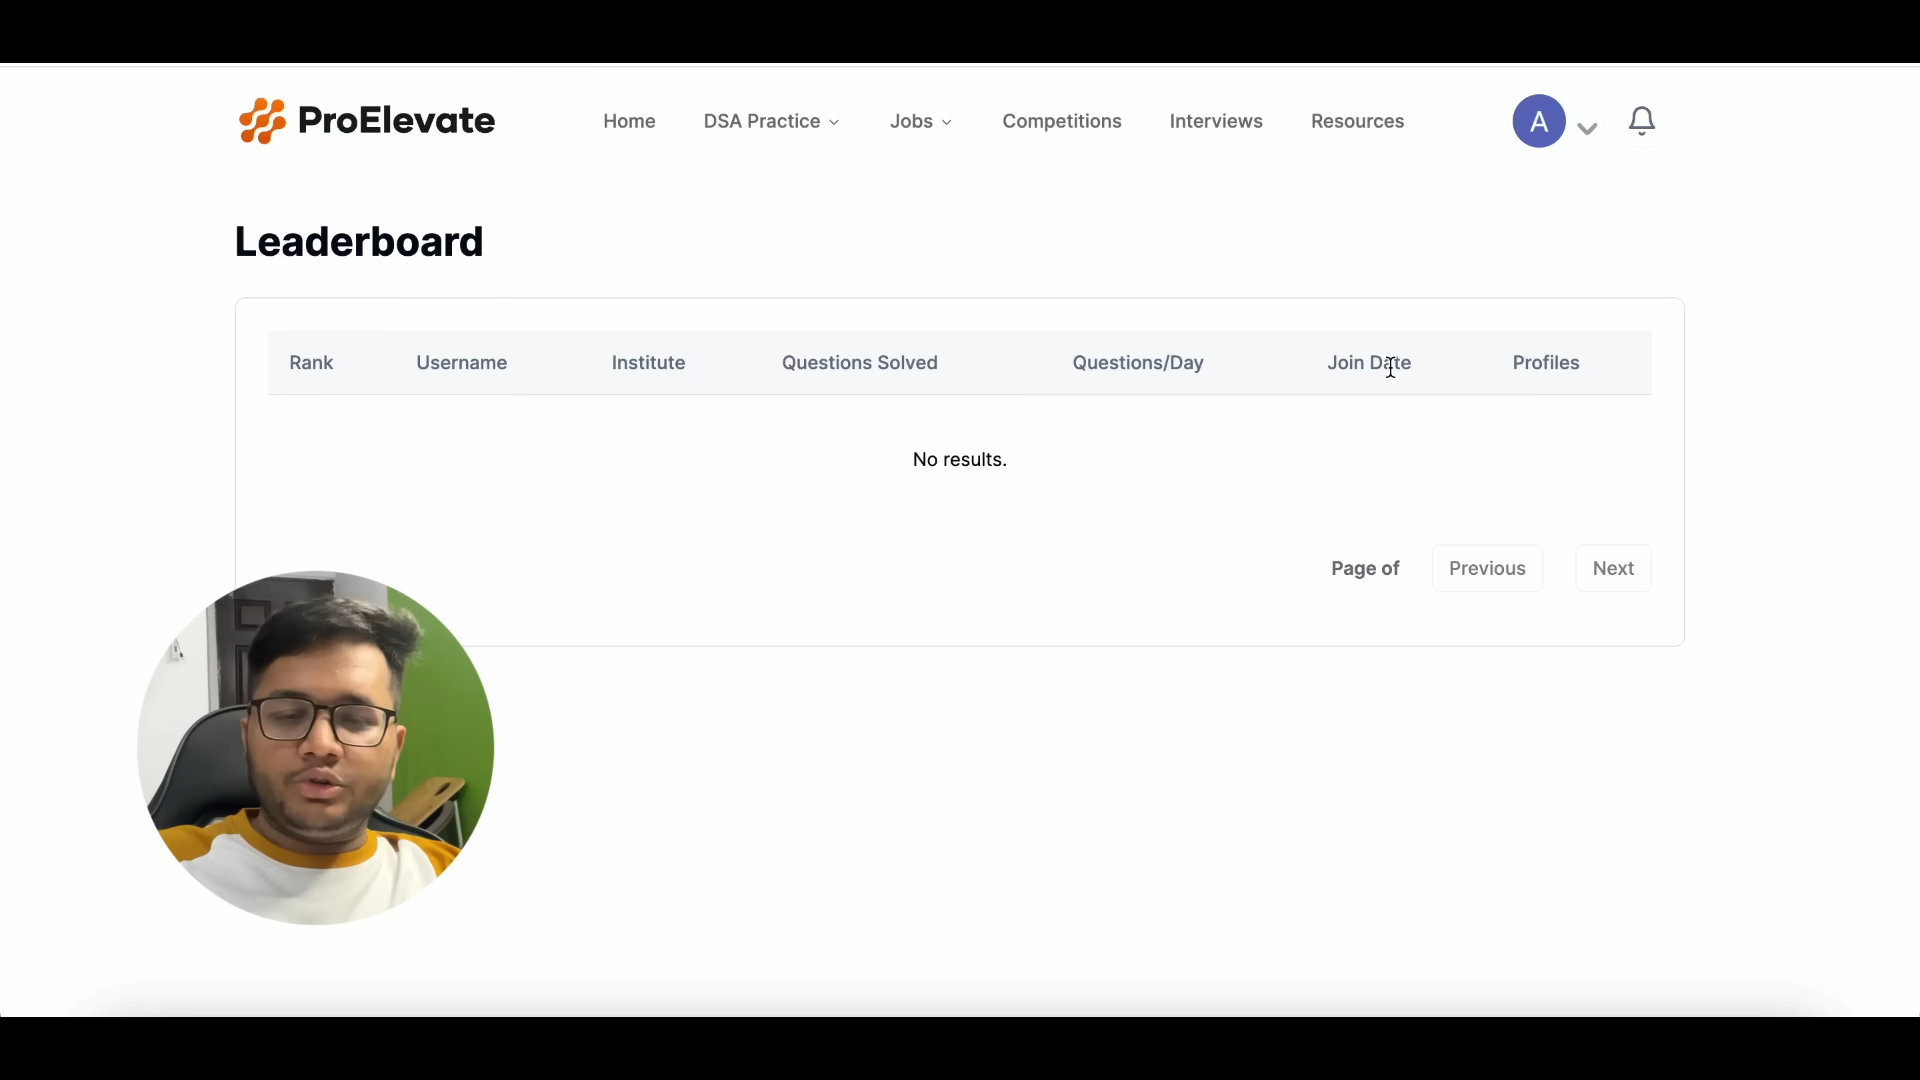 ProElevate
Home DSA Practice Jobs Competitions Interviews Resources
A
Leaderboard
Rank Username Institute Questions Solved Questions/Day Join Date Profiles
No results.
Page of Previous Next